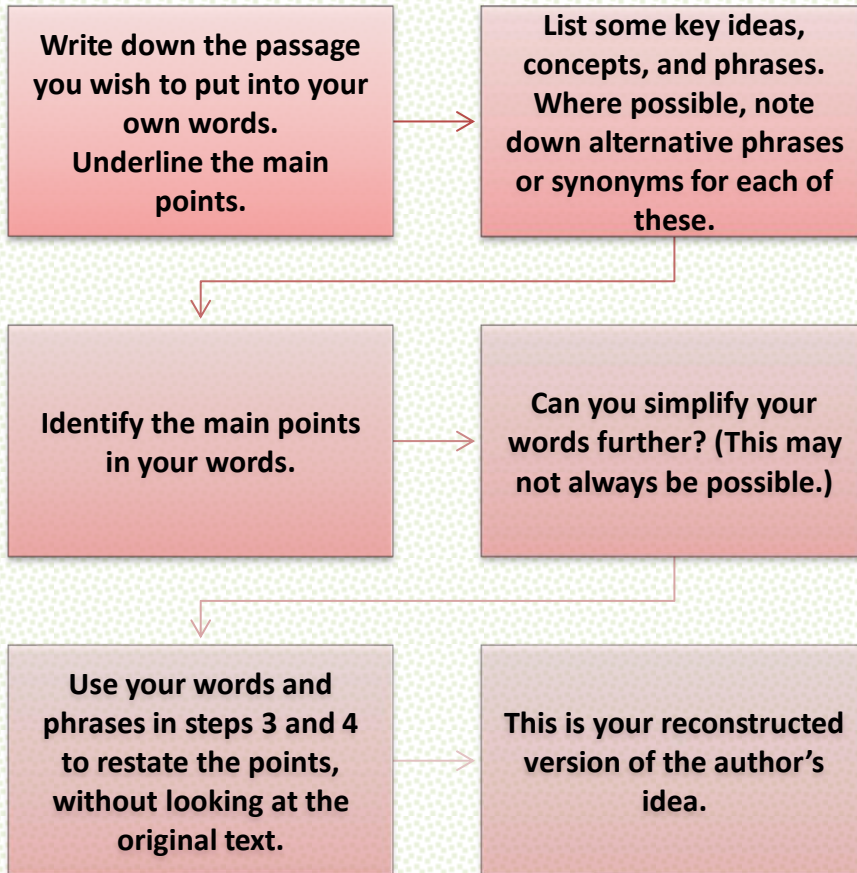 Write down the passage
you wish to put into your
own words.
Underline the main
points.
List some key ideas,
concepts, and phrases.
Where possible, note
down alternative phrases
or synonyms for each of
these.
Identify the main points
in your words.
Can you simplify your
words further? (This may
not always be possible.)
Use your words and
phrases in steps 3 and 4
to restate the points,
without looking at the
original text.
This is your reconstructed
version of the author’s
idea.